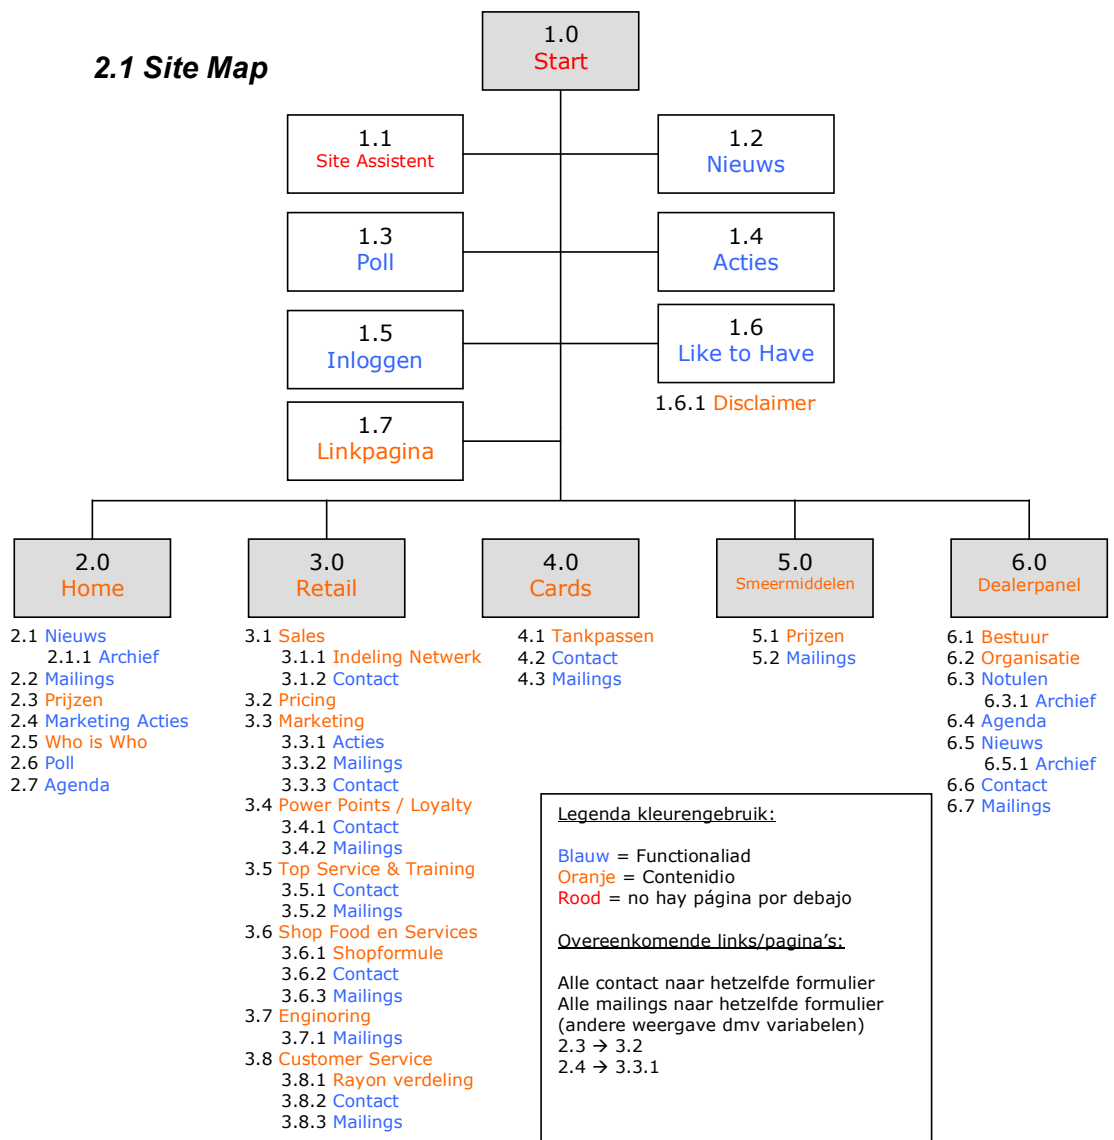 2.1 Site Map
1.0
Start
1.1
Site Assistent
1.2
Nieuws
1.3
Poll
1.4
Acties
1.5
Inloggen
1.6
Like to Have
1.6.1 Disclaimer
1.7
Linkpagina
2.0
Home
2.1 Nieuws
2.1.1 Archief
2.2 Mailings
2.3 Prijzen
2.4 Marketing Acties
2.5 Who is Who
2.6 Poll
2.7 Agenda
3.0
Retail
3.1 Sales
3.1.1 Indeling Netwerk
3.1.2 Contact
3.2 Pricing
3.3 Marketing
3.3.1 Acties
3.3.2 Mailings
3.3.3 Contact
3.4 Power Points / Loyalty
3.4.1 Contact
3.4.2 Mailings
3.5 Top Service & Training
3.5.1 Contact
3.5.2 Mailings
3.6 Shop Food en Services
3.6.1 Shopformule
3.6.2 Contact
3.6.3 Mailings
3.7 Enginoring
3.7.1 Mailings
3.8 Customer Service
3.8.1 Rayon verdeling
3.8.2 Contact
3.8.3 Mailings
4.0
Cards
4.1 Tankpassen
4.2 Contact
4.3 Mailings
5.0
Smeermiddelen
5.1 Prijzen
5.2 Mailings
6.0
Dealerpanel
6.1 Bestuur
6.2 Organisatie
6.3 Notulen
6.3.1 Archief
6.4 Agenda
6.5 Nieuws
6.5.1 Archief
6.6 Contact
6.7 Mailings
Legenda kleurengebruik:
Blauw = Functionaliad
Oranje = Contenidio
Rood = no hay página por debajo
Overeenkomende links/pagina's:
Alle contact naar hetzelfde formulier
Alle mailings naar hetzelfde formulier
(andere weergave dmv variabelen)
2.3 → 3.2
2.4 → 3.3.1